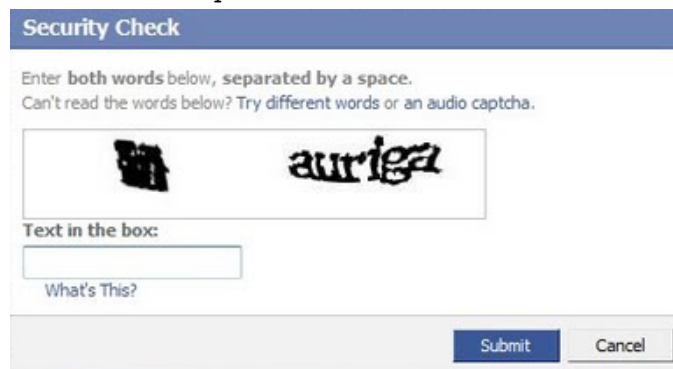 Security Check
Enter both words below, separated by a space.
Can't read the words below? Try different words or an audio captcha.
auriga
Text in the box:
What's This?
Submit Cancel